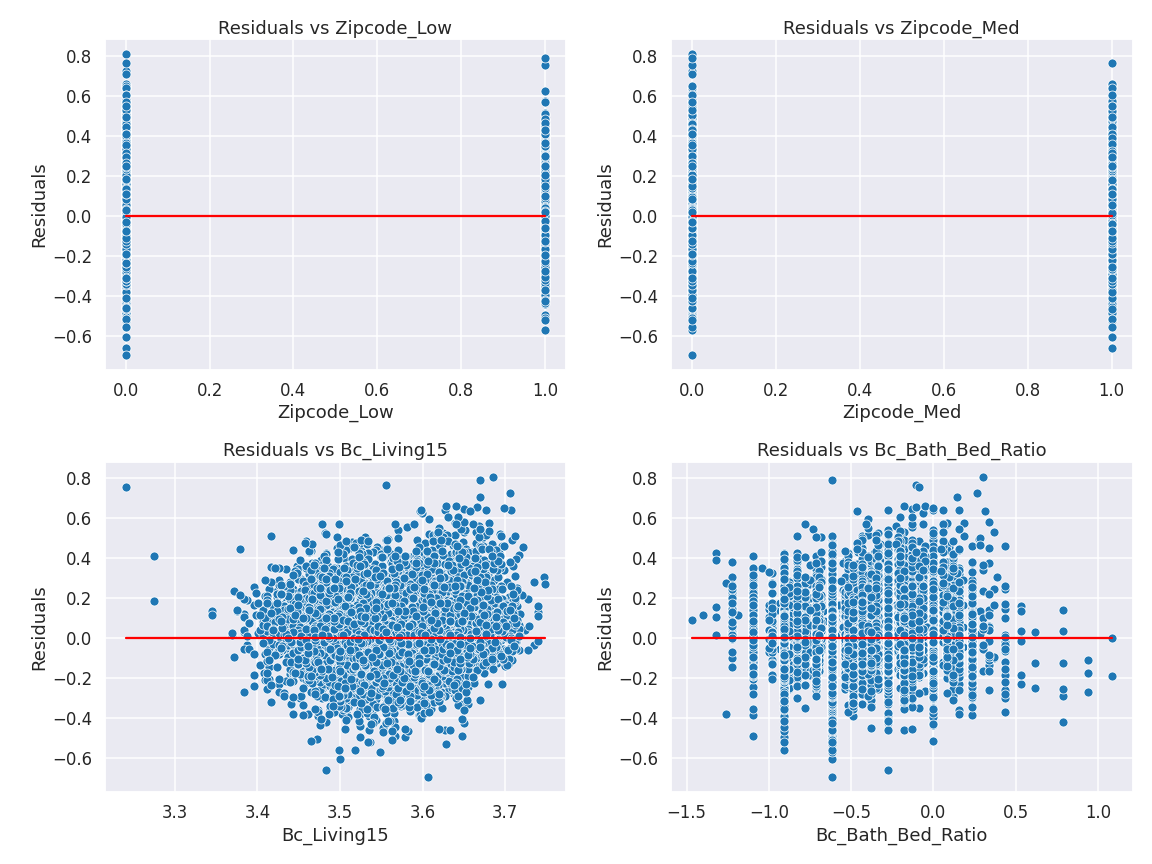 Residuals vs Zipcode_Low
Residuals
0.8
0.6
0.4
0.2
0.0
−0.2
−0.4
−0.6
0.0 0.2 0.4 0.6 0.8 1.0
Zipcode_Low
Residuals vs Zipcode_Med
Residuals
0.8
0.6
0.4
0.2
0.0
−0.2
−0.4
−0.6
0.0 0.2 0.4 0.6 0.8 1.0
Zipcode_Med
Residuals vs Bc_Living15
Residuals
0.8
0.6
0.4
0.2
0.0
−0.2
−0.4
−0.6
3.3 3.4 3.5 3.6 3.7
Bc_Living15
Residuals vs Bc_Bath_Bed_Ratio
Residuals
0.8
0.6
0.4
0.2
0.0
−0.2
−0.4
−0.6
−1.5 −1.0 −0.5 0.0 0.5 1.0
Bc_Bath_Bed_Ratio